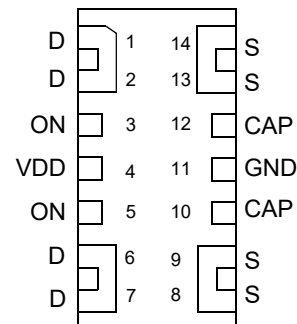 D 1 14 S
D 2 13 S
ON 3 12 CAP
VDD 4 11 GND
ON 5 10 CAP
D 6 9 S
D 7 8 S